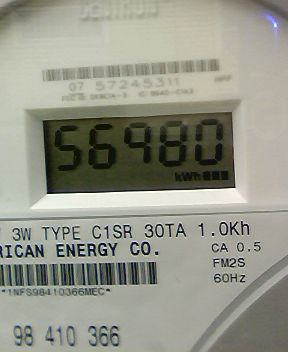 CENTRON
07 57245311
56980
kWh
3W TYPE C1SR 30TA 1.0Kh
RICAN ENERGY CO.
CA 0.5
FM2S
60Hz
*1NFS98410366MEC*
98 410 366